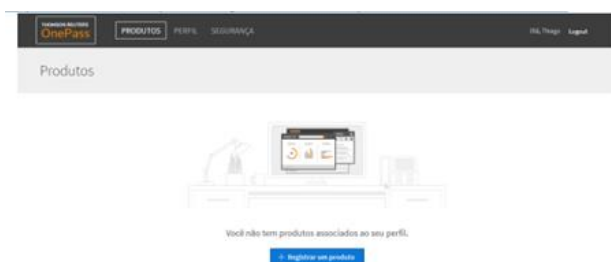 THOMSON REUTERS
OnePass
PRODUTOS PERFIL SEGURANÇA
Olá, Thiago Logout
Produtos
Você não tem produtos associados ao seu perfil.
→ Registrar um produto